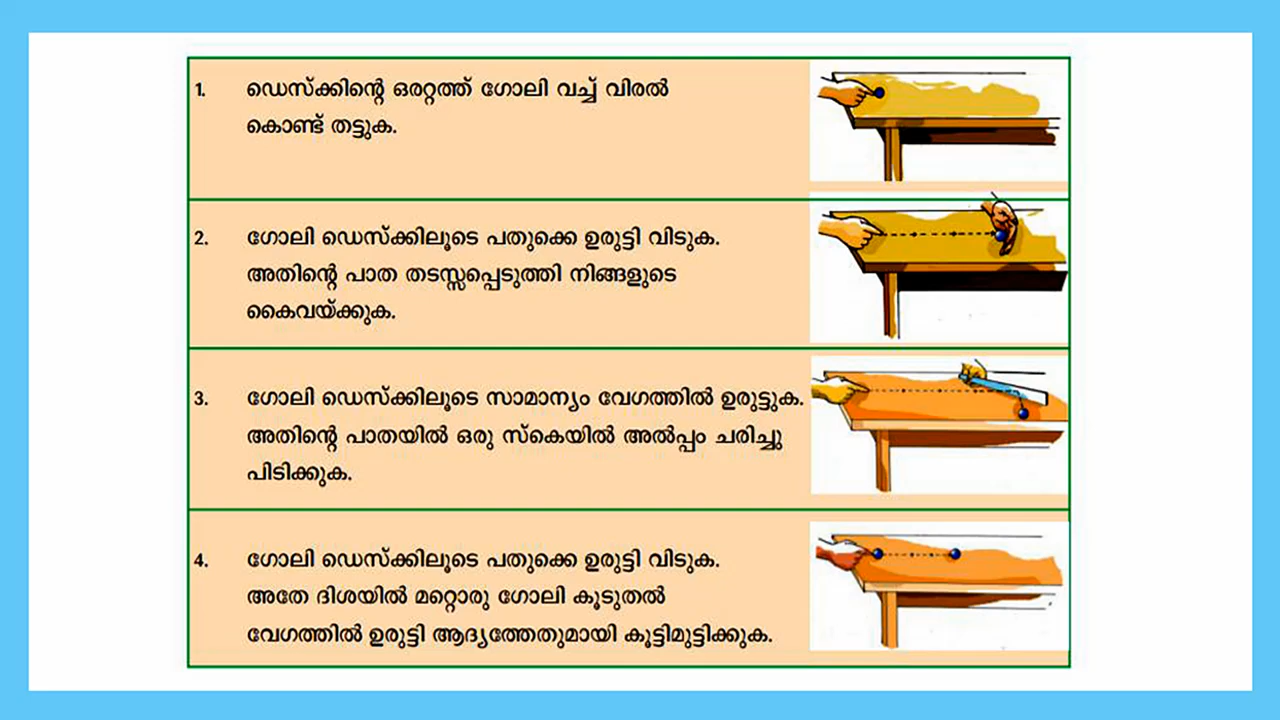 1. ഡെസ്ക്കിന്റെ ഒരറ്റത്ത് ഗോലി വച്ച് വിരൽ
കൊണ്ട് തട്ടുക.
2. ഗോലി ഡെസ്ക്കിലൂടെ പതുക്കെ ഉരുട്ടി വിടുക.
അതിന്റെ പാത തടസ്സപ്പെടുത്തി നിങ്ങളുടെ
കൈവയ്ക്കുക.
3. ഗോലി ഡെസ്ക്കിലൂടെ സാമാന്യം വേഗത്തിൽ ഉരുട്ടുക.
അതിന്റെ പാതയിൽ ഒരു സ്കെയിൽ അൽപ്പം ചരിച്ചു
പിടിക്കുക.
4. ഗോലി ഡെസ്ക്കിലൂടെ പതുക്കെ ഉരുട്ടി വിടുക.
അതേ ദിശയിൽ മറ്റൊരു ഗോലി കൂടുതൽ
വേഗത്തിൽ ഉരുട്ടി ആദ്യത്തേതുമായി കൂട്ടിമുട്ടിക്കുക.